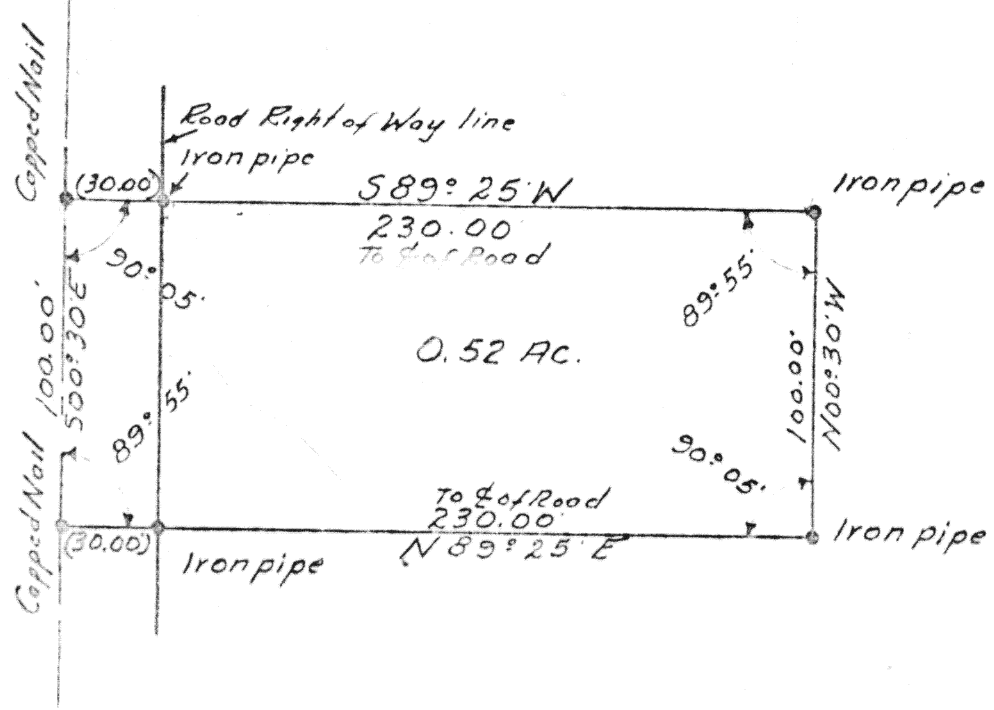 Capped Nail
Road Right of Way line
Iron pipe
(30.00')
S 89° 25' W
Iron pipe
230.00'
To ℄ of Road
90° 05'
89° 55'
S00° 30' E
100.00'
0.52 Ac.
100.00'
N00° 30' W
89° 55'
90° 05'
Capped Nail
To ℄ of Road
230.00'
(30.00')
N 89° 25' E
Iron pipe
Iron pipe